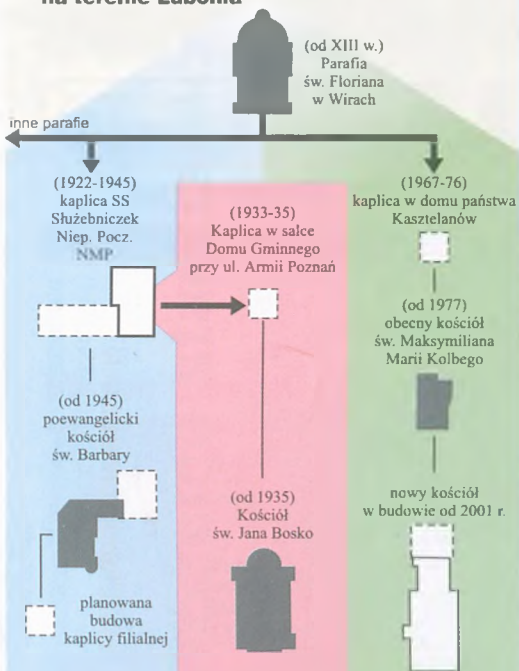 na terenie Lubonia
(od XIII w.)
Parafia
św. Floriana
w Wirach
inne parafie
(1922-1945)
kaplica SS
Służebniczek
Niep. Pocz.
NMP
(od 1945)
poewangelicki
kościół
św. Barbary
planowana
budowa
kaplicy filialnej
(1933-35)
Kaplica w salce
Domu Gminnego
przy ul. Armii Poznań
(od 1935)
Kościół
św. Jana Bosko
(1967-76)
kaplica w domu państwa
Kasztelanów
(od 1977)
obecny kościół
św. Maksymiliana
Marii Kolbego
nowy kościół
w budowie od 2001 r.